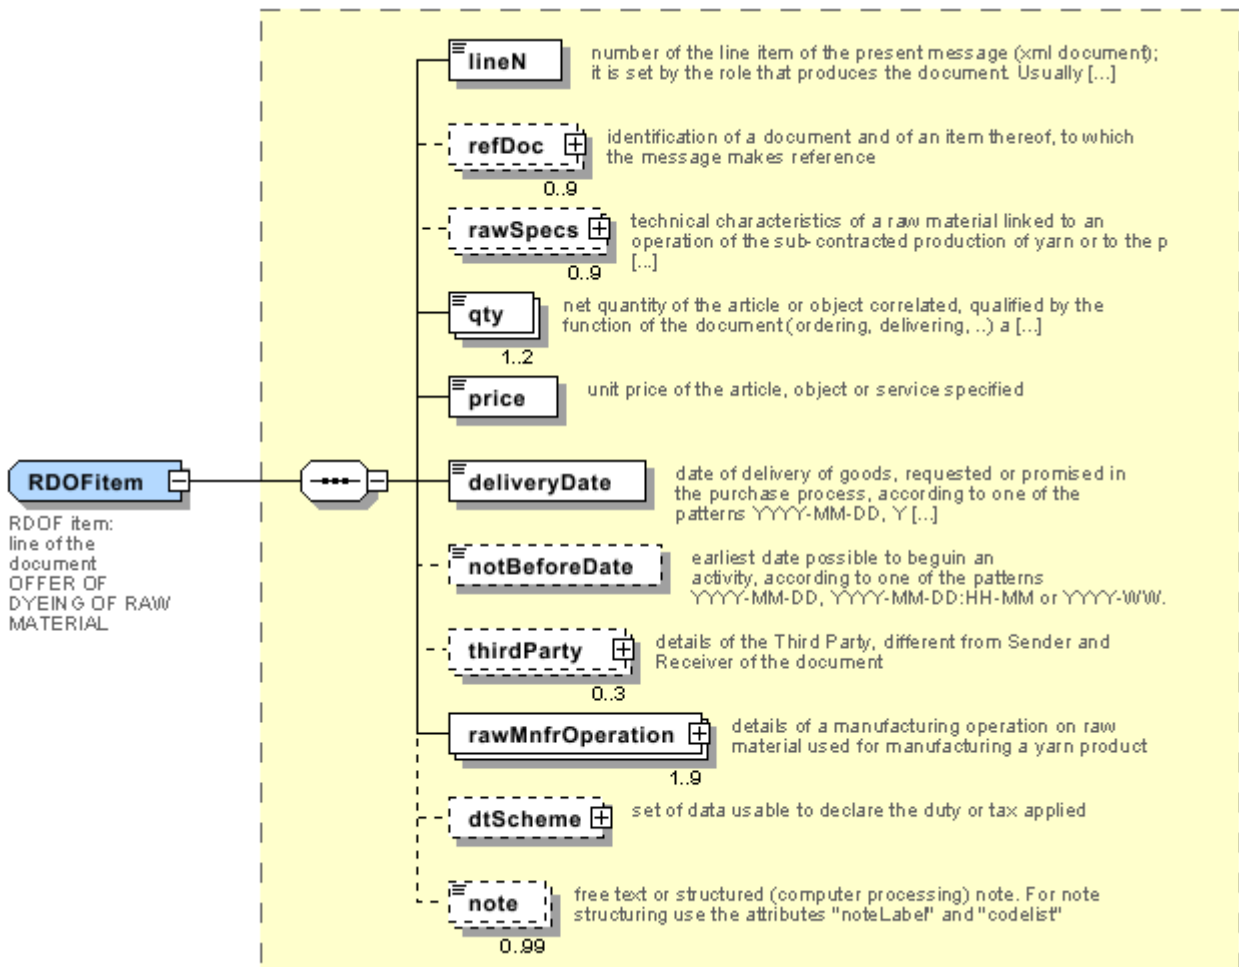 lineN
number of the line item of the present message (xml document);
it is set by the role that produces the document. Usually [...]
refDoc
identification of a document and of an item thereof, to which
the message makes reference
0..9
rawSpecs
technical characteristics of a raw material linked to an
operation of the sub-contracted production of yarn or to the p
[...]
0..9
qty
net quantity of the article or object correlated, qualified by the
function of the document (ordering, delivering, ..) a [...]
1..2
price
unit price of the article, object or service specified
RDOFitem
RDOF item:
line of the
document
OFFER OF
DYEING OF RAW
MATERIAL
deliveryDate
date of delivery of goods, requested or promised in
the purchase process, according to one of the
patterns YYYY-MM-DD, Y [...]
notBeforeDate
earliest date possible to beguin an
activity, according to one of the patterns
YYYY-MM-DD, YYYY-MM-DD:HH-MM or YYYY-WW.
thirdParty
details of the Third Party, different from Sender and
Receiver of the document
0..3
rawMnfrOperation
details of a manufacturing operation on raw
material used for manufacturing a yarn product
1..9
dtScheme
set of data usable to declare the duty or tax applied
note
free text or structured (computer processing) note. For note
structuring use the attributes "noteLabel" and "codelist"
0..99